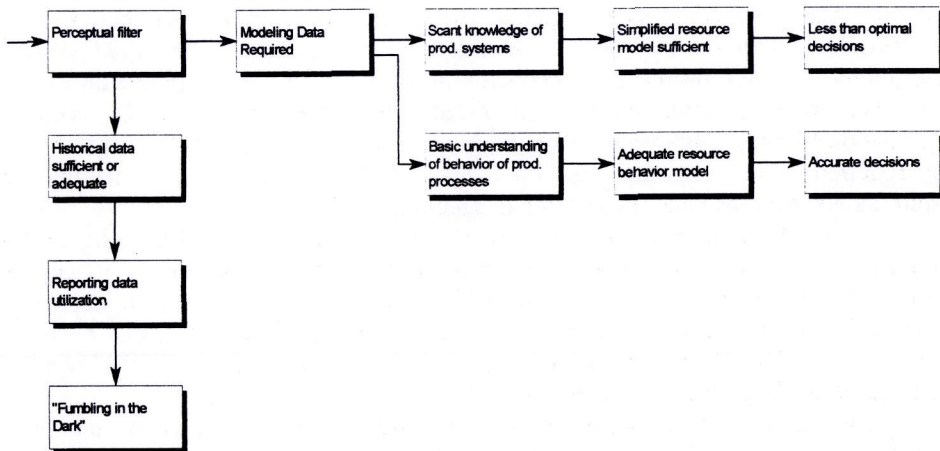 Perceptual filter
Modeling Data
Required
Scant knowledge of
prod. systems
Simplified resource
model sufficient
Less than optimal
decisions
Historical data
sufficient or
adequate
Basic understanding
of behavior of prod.
processes
Adequate resource
behavior model
Accurate decisions
Reporting data
utilization
"Fumbling in the
Dark"